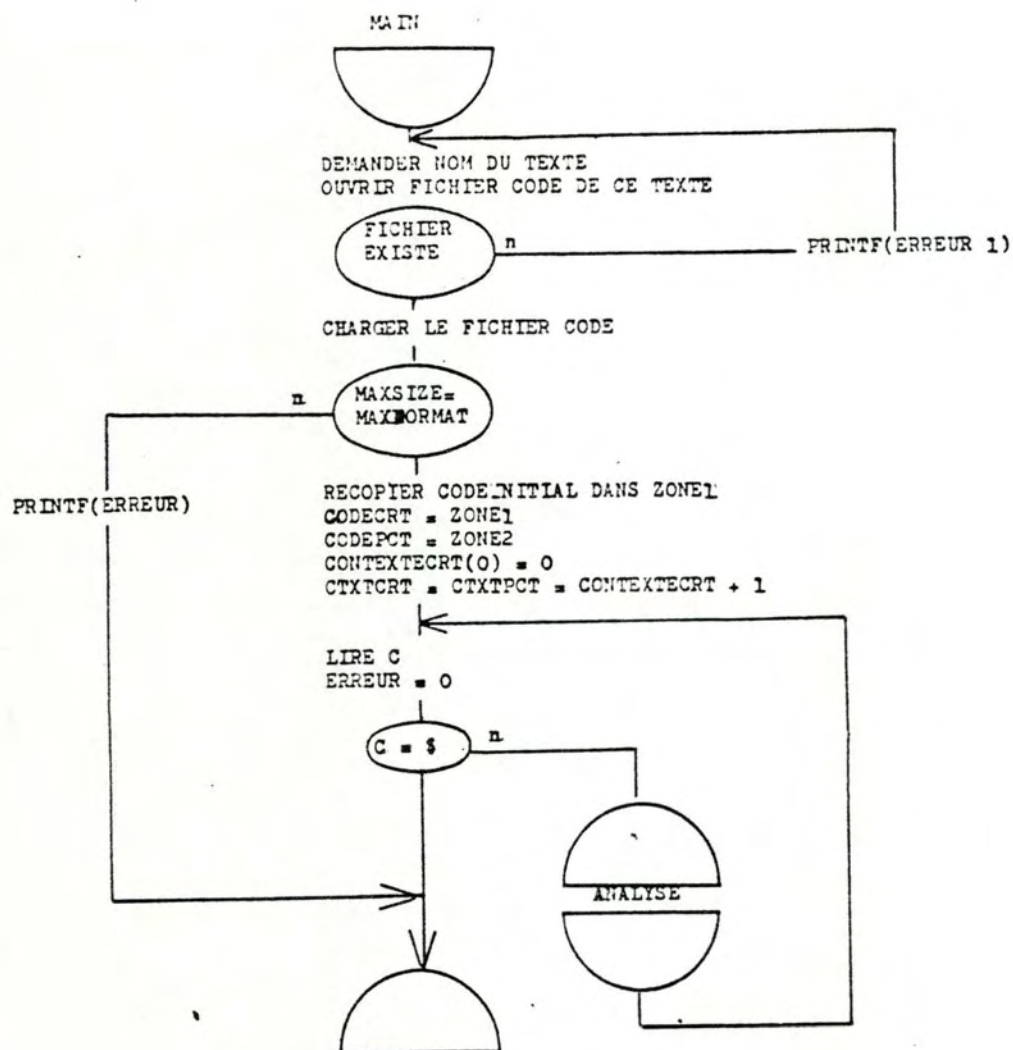 MAIN
DEMANDER NOM DU TEXTE
OUVRIR FICHIER CODE DE CE TEXTE
FICHIER
EXISTE
n
PRINTF(ERREUR 1)
CHARGER LE FICHIER CODE
MAXSIZE=
MAXFORMAT
n
PRINTF(ERREUR)
RECOPIER CODEINITIAL DANS ZONE1
CODECRT = ZONE1
CODEPCT = ZONE2
CONTEXTECRT(0) = 0
CTXTCRT = CTXTPCT = CONTEXTECRT + 1
LIRE C
ERREUR = 0
C = $
n
ANALYSE